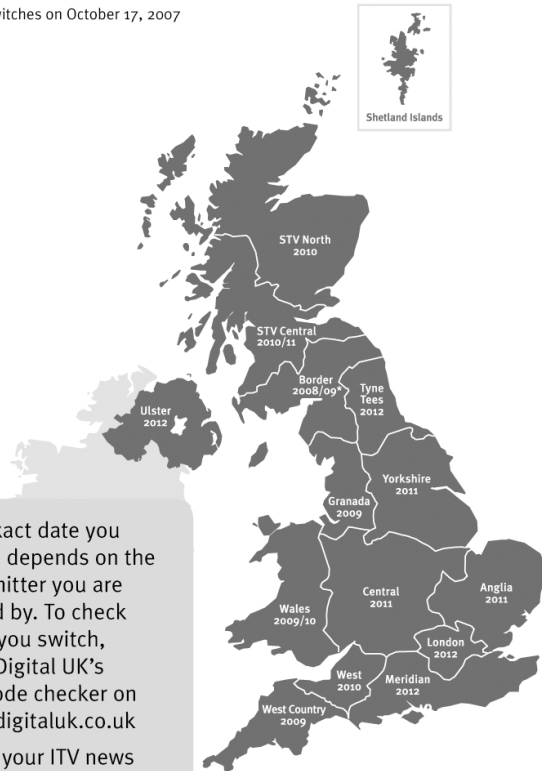 witches on October 17, 2007
Shetland Islands
STV North
2010
STV Central
2010/11
Border
2008/09*
Tyne
Tees
2012
Ulster
2012
Yorkshire
2011
Granada
2009
Central
2011
Anglia
2011
Wales
2009/10
London
2012
West
2010
Meridian
2012
West Country
2009
xact date you
depends on the
mitter you are
d by. To check
you switch,
Digital UK's
ode checker on
digitaluk.co.uk
your ITV news